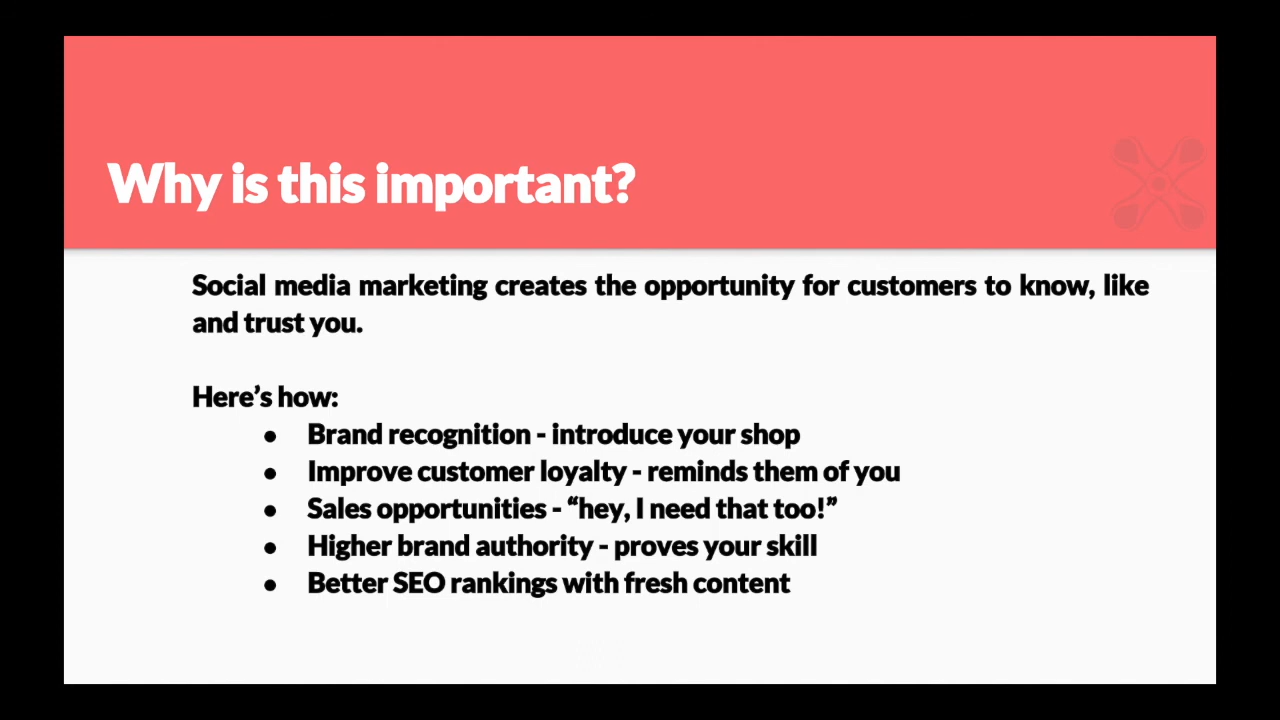 Why is this important?
Social media marketing creates the opportunity for customers to know, like
and trust you.
Here’s how:
● Brand recognition - introduce your shop
● Improve customer loyalty - reminds them of you
● Sales opportunities - “hey, I need that too!”
● Higher brand authority - proves your skill
● Better SEO rankings with fresh content